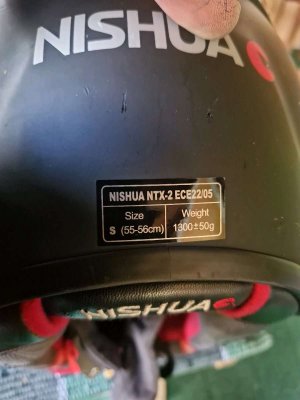 NISHUA
NISHUA NTX-2 ECE22/05
Size Weight
S (55-56cm) 1300±50g
NISHUA